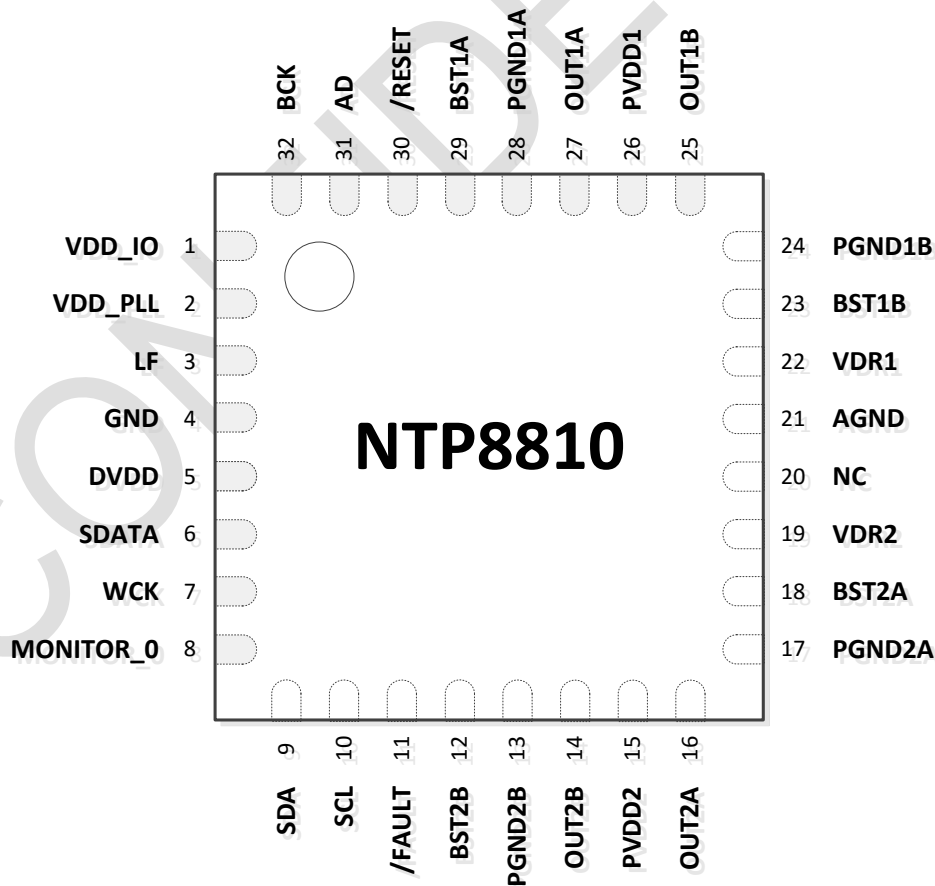 BCK
AD
/RESET
BST1A
PGND1A
OUT1A
PVDD1
OUT1B
32
31
30
29
28
27
26
25
VDD_IO 1
VDD_PLL 2
LF 3
GND 4
DVDD 5
SDATA 6
WCK 7
MONITOR_0 8
NTP8810
24 PGND1B
23 BST1B
22 VDR1
21 AGND
20 NC
19 VDR2
18 BST2A
17 PGND2A
9
10
11
12
13
14
15
16
SDA
SCL
/FAULT
BST2B
PGND2B
OUT2B
PVDD2
OUT2A